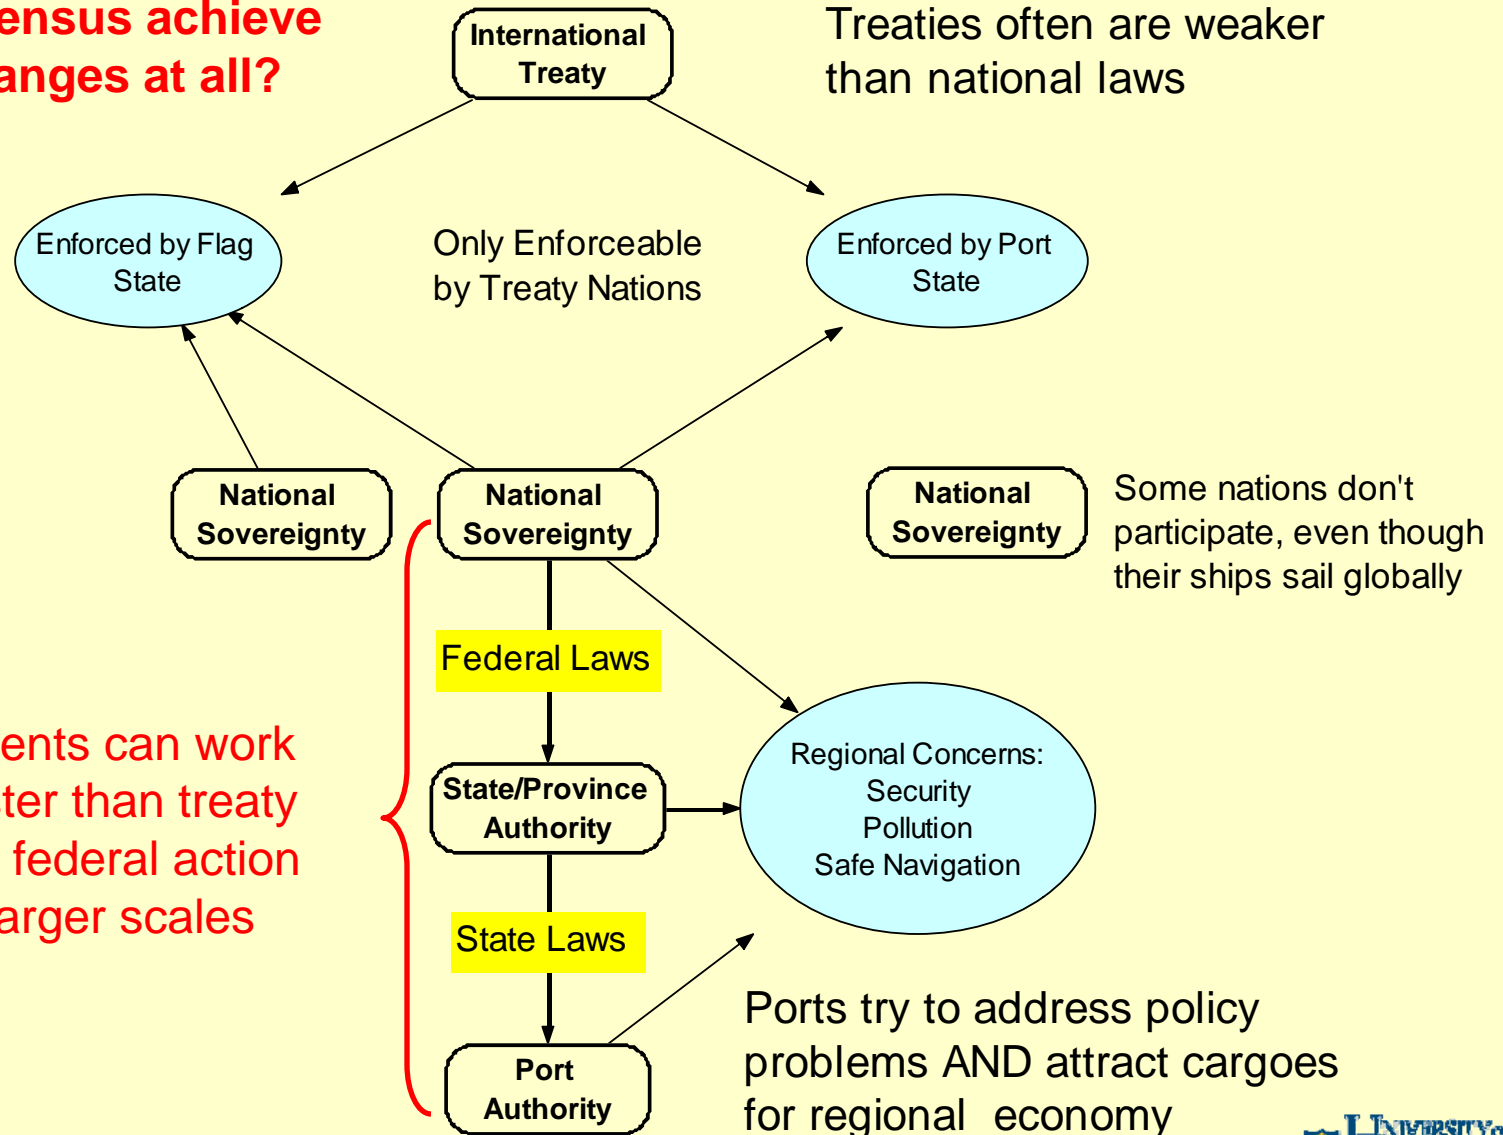 ensus achieve
anges at all?
International
Treaty
Treaties often are weaker
than national laws
Enforced by Flag
State
Only Enforceable
by Treaty Nations
Enforced by Port
State
National
Sovereignty
National
Sovereignty
National
Sovereignty
Some nations don't
participate, even though
their ships sail globally
Federal Laws
ents can work
ter than treaty
federal action
arger scales
State/Province
Authority
Regional Concerns:
Security
Pollution
Safe Navigation
State Laws
Port
Authority
Ports try to address policy
problems AND attract cargoes
for regional economy
UNIVERSITY